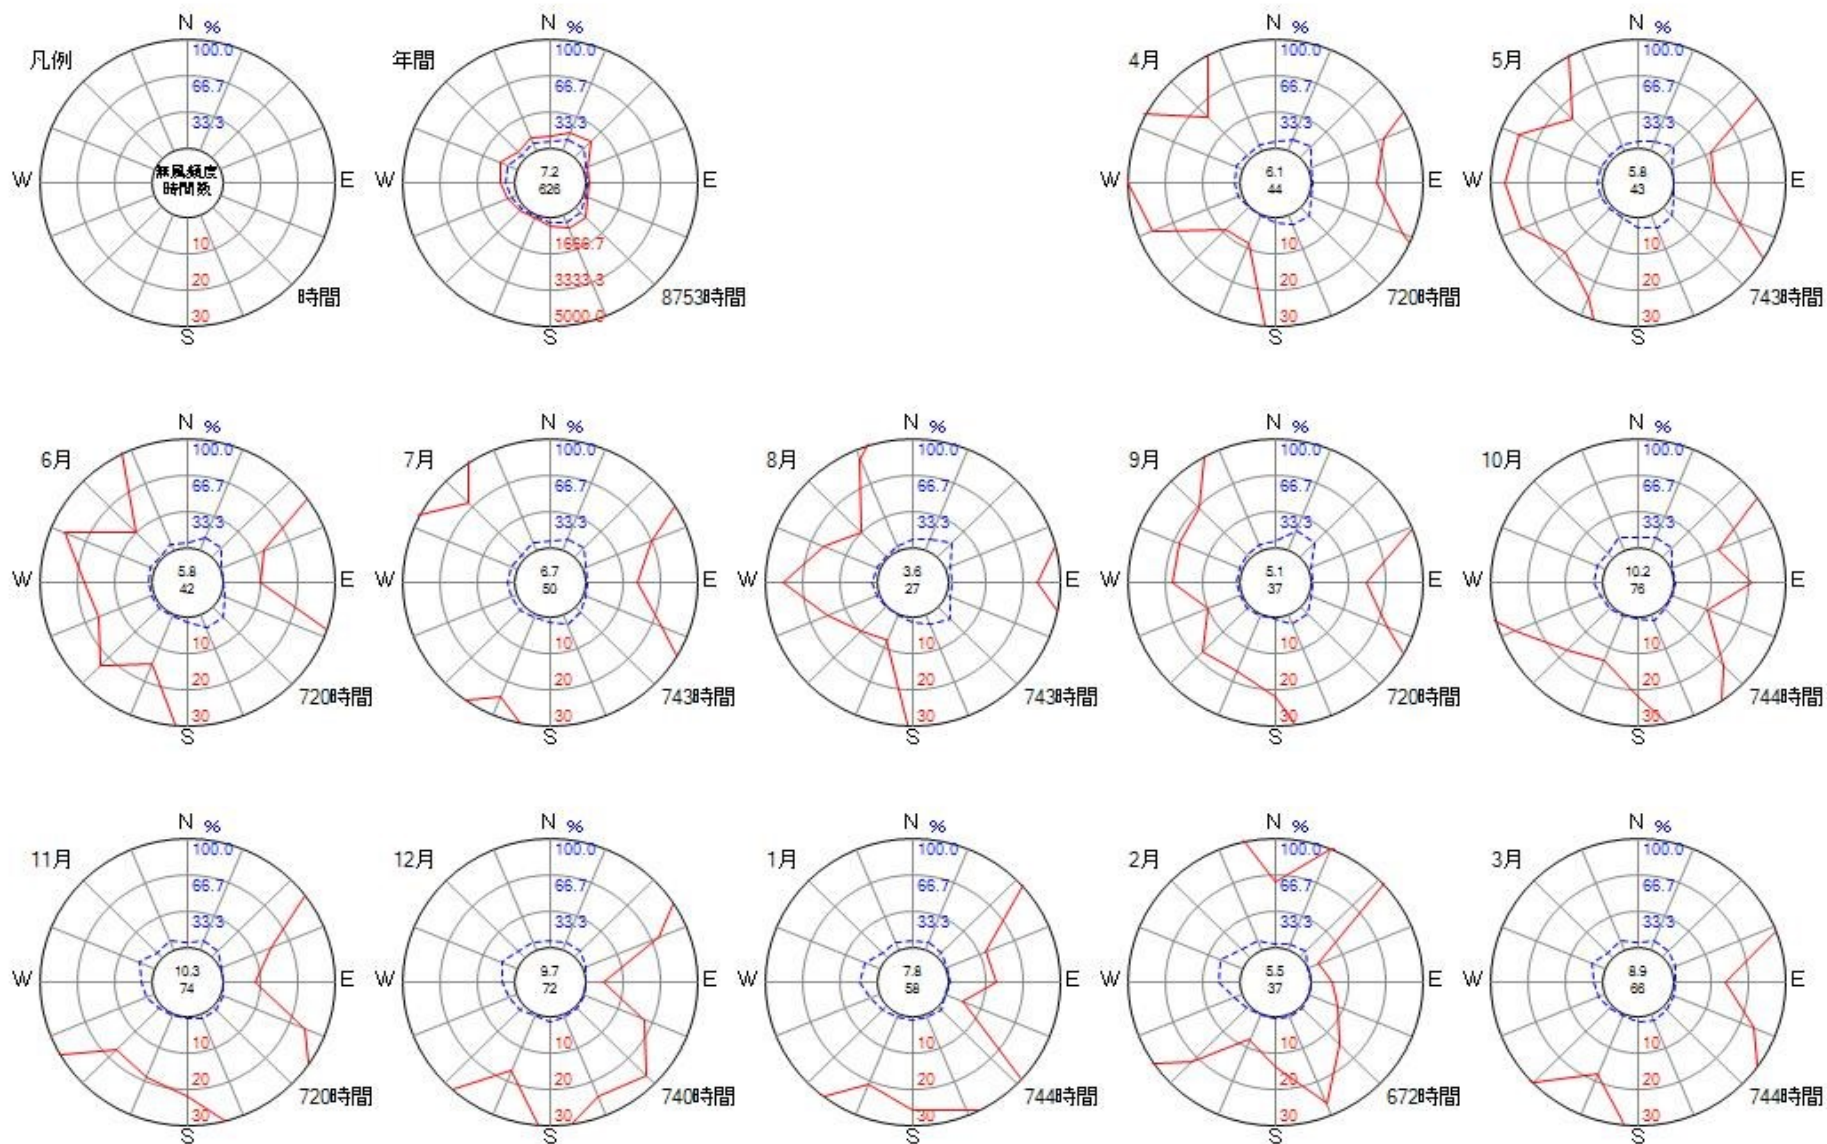 凡例
N %
100.0
66.7
33.3
W
無風頻度
時間数
E
10
20
30
S
時間
年間
N %
100.0
66.7
33.3
W
7.2
626
E
1666.7
3333.3
5000.0
S
8753時間
4月
N %
100.0
66.7
33.3
W
6.1
44
E
10
20
30
S
720時間
5月
N %
100.0
66.7
33.3
W
5.8
43
E
10
20
30
S
743時間
6月
N %
100.0
66.7
33.3
W
5.8
42
E
10
20
30
S
720時間
7月
N %
100.0
66.7
33.3
W
6.7
50
E
10
20
30
S
743時間
8月
N %
100.0
66.7
33.3
W
3.6
27
E
10
20
30
S
743時間
9月
N %
100.0
66.7
33.3
W
5.1
37
E
10
20
30
S
720時間
10月
N %
100.0
66.7
33.3
W
10.2
76
E
10
20
30
S
744時間
11月
N %
100.0
66.7
33.3
W
10.3
74
E
10
20
30
S
720時間
12月
N %
100.0
66.7
33.3
W
9.7
72
E
10
20
30
S
740時間
1月
N %
100.0
66.7
33.3
W
7.8
58
E
10
20
30
S
744時間
2月
N %
100.0
66.7
33.3
W
5.5
37
E
10
20
30
S
672時間
3月
N %
100.0
66.7
33.3
W
8.9
66
E
10
20
30
S
744時間